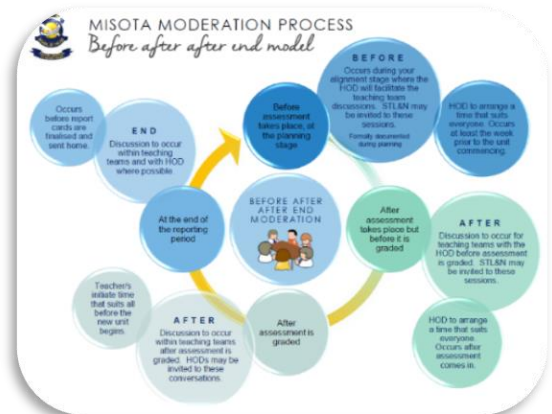 MISOTA MODERATION PROCESS
Before after after end model
BEFORE
Occurs during your
alignment stage where the
HOD will facilitate the
teaching team
discussions. STL&N may
be invited to these
sessions.
Formally documented
during planning
Before
assessment
takes place, at
the planning
stage
HOD to arrange a
time that suits
everyone. Occurs
at least the week
prior to the unit
commencing.
Occurs
before report
cards are
finalised and
sent home.
END
Discussion to occur
within teaching
teams and with HOD
where possible.
At the end of
the reporting
period
BEFORE AFTER
AFTER END
MODERATION
After
assessment
takes place but
before it is
graded
AFTER
Discussion to occur for
teaching teams with the
HOD before assessment
is graded. STL&N may
be invited to these
sessions.
HOD to arrange
a time that suits
everyone.
Occurs after
assessment
comes in.
After
assessment is
graded
AFTER
Discussion to occur
within teaching teams
after assessment is
graded. HODs may be
invited to these
conversations.
Teacher's
initiate time
that suits all
before the
new unit
begins.